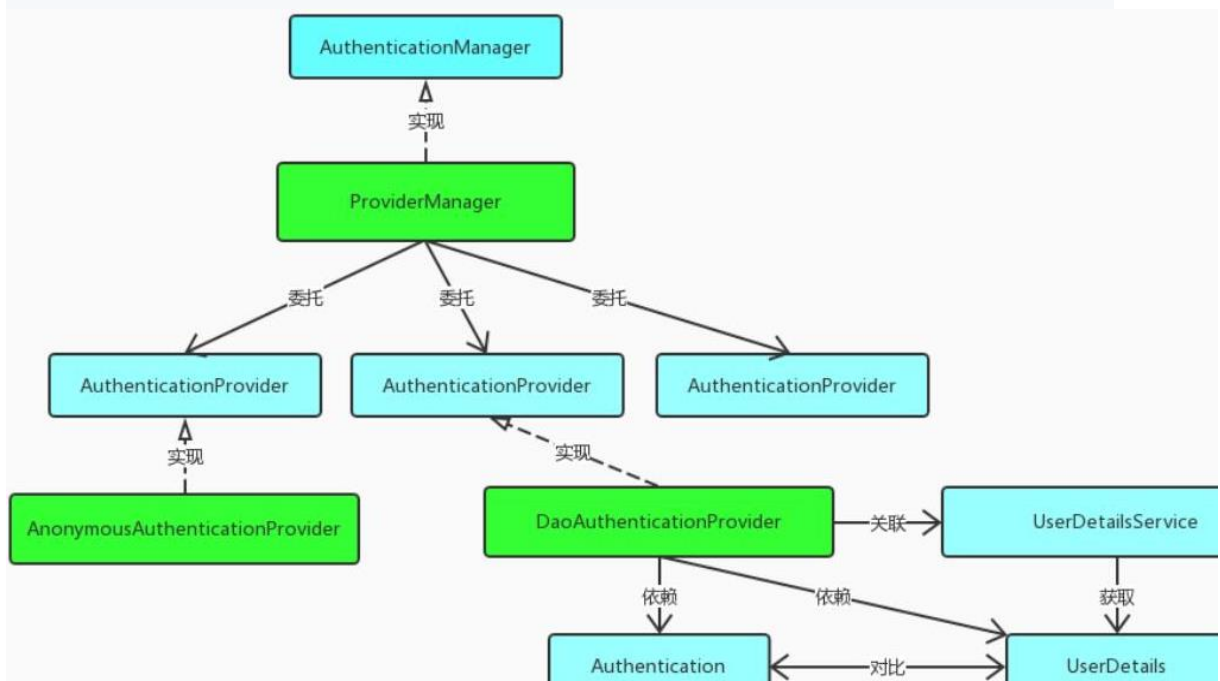 AuthenticationManager
实现
ProviderManager
委托
委托
委托
AuthenticationProvider
AuthenticationProvider
AuthenticationProvider
实现
实现
AnonymousAuthenticationProvider
DaoAuthenticationProvider
关联
UserDetailsService
依赖
依赖
获取
Authentication
对比
UserDetails